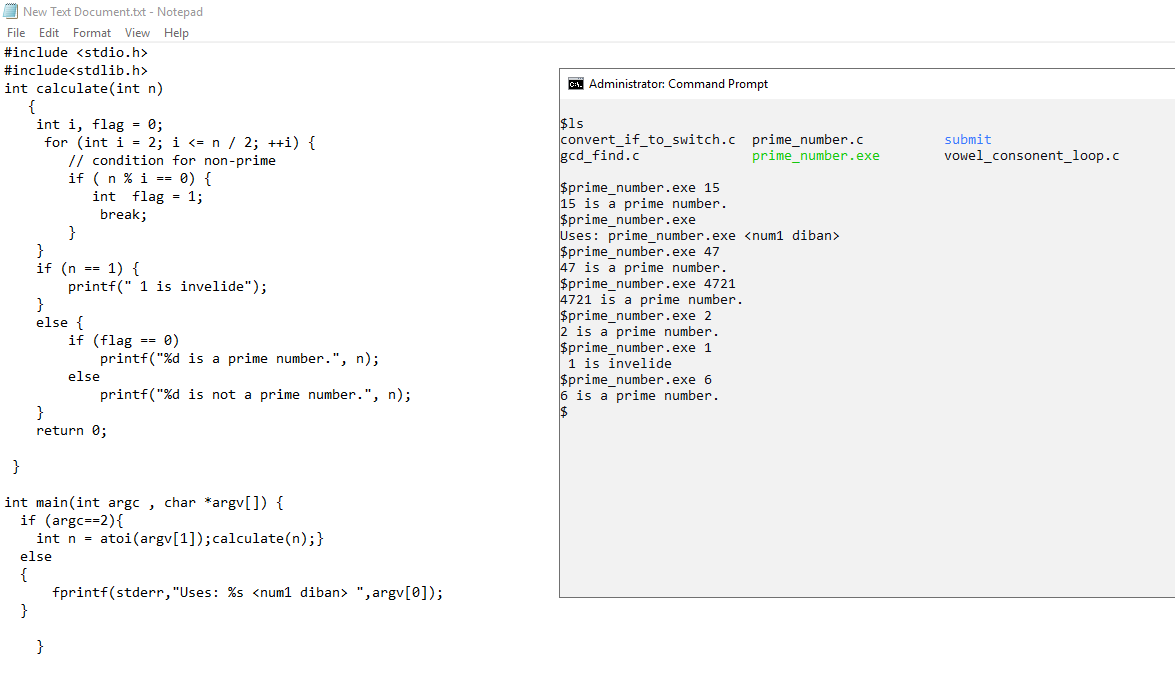 New Text Document.txt - Notepad
File Edit Format View Help
#include <stdio.h>
#include<stdlib.h>
int calculate(int n)
{
int i, flag = 0;
for (int i = 2; i <= n / 2; ++i) {
// condition for non-prime
if ( n % i == 0) {
int  flag = 1;
break;
}
}
if (n == 1) {
printf(" 1 is invelide");
}
else {
if (flag == 0)
printf("%d is a prime number.", n);
else
printf("%d is not a prime number.", n);
}
return 0;
}
int main(int argc , char *argv[]) {
if (argc==2){
int n = atoi(argv[1]);calculate(n);}
else
{
fprintf(stderr,"Uses: %s <num1 diban> ",argv[0]);
}
}
Administrator: Command Prompt
$ls
convert_if_to_switch.c  prime_number.c  submit
gcd_find.c  prime_number.exe  vowel_consonent_loop.c
$prime_number.exe 15
15 is a prime number.
$prime_number.exe
Uses: prime_number.exe <num1 diban>
$prime_number.exe 47
47 is a prime number.
$prime_number.exe 4721
4721 is a prime number.
$prime_number.exe 2
2 is a prime number.
$prime_number.exe 1
1 is invelide
$prime_number.exe 6
6 is a prime number.
$